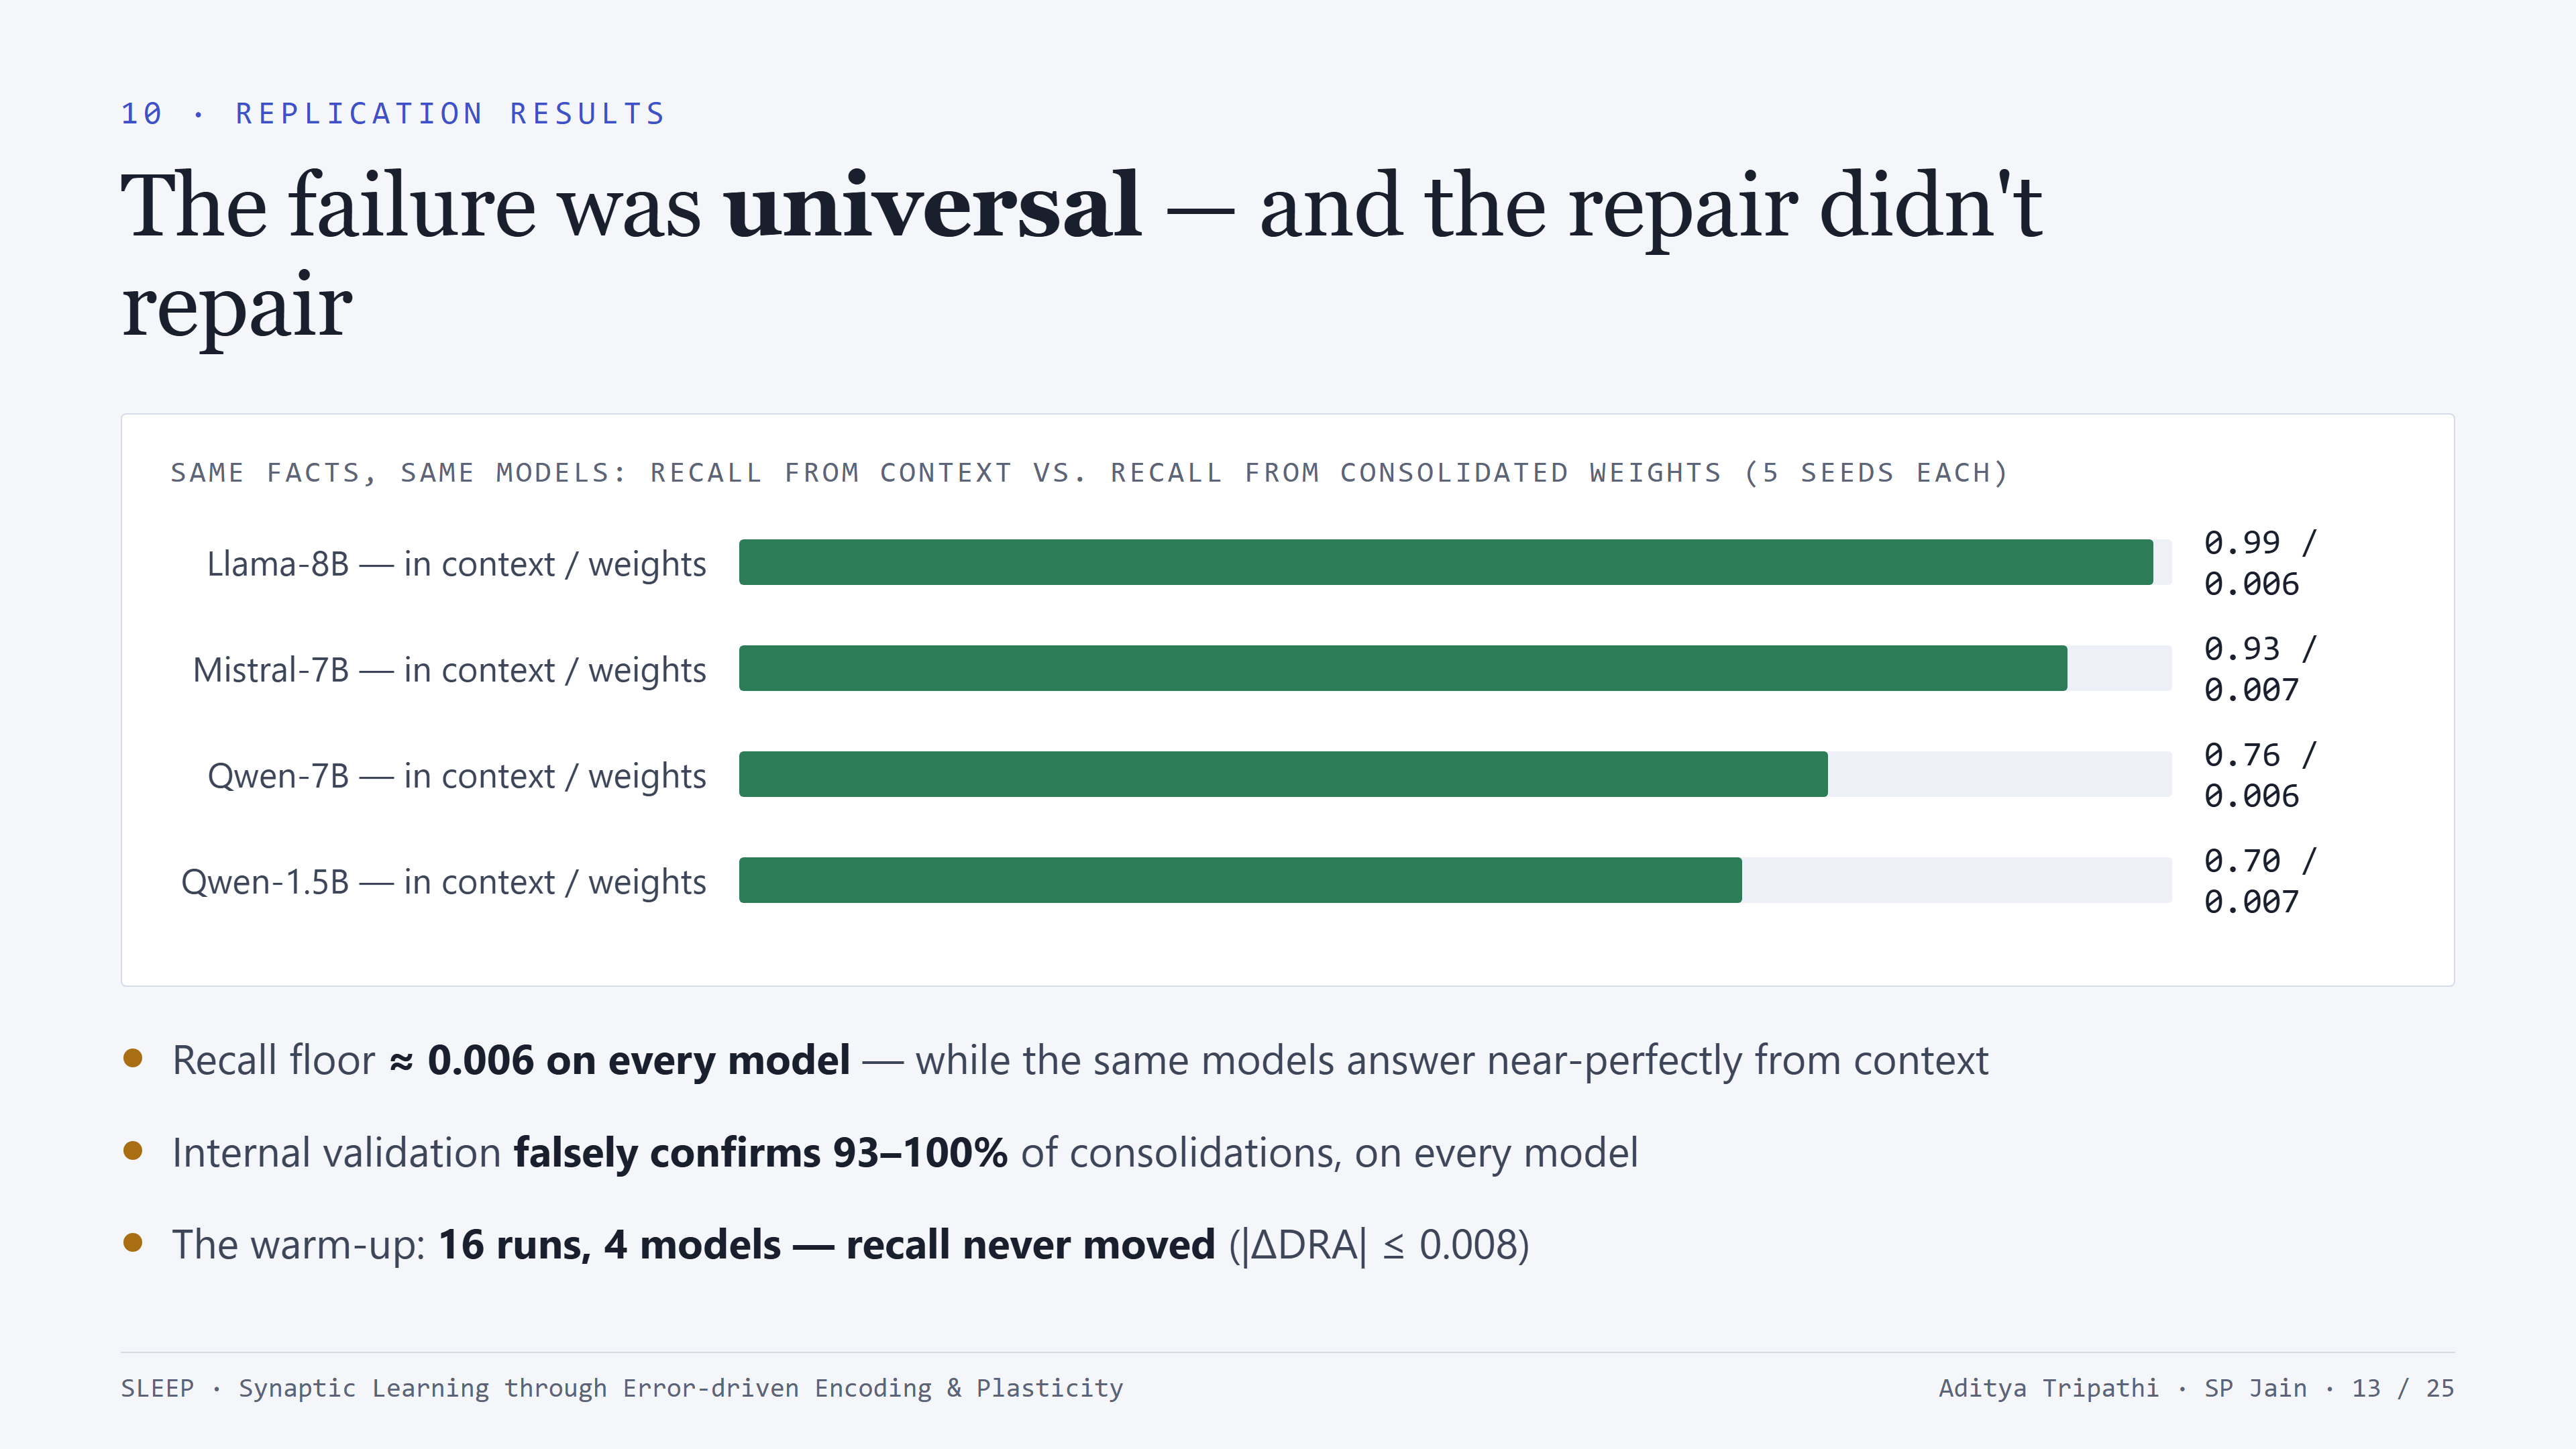 10 · REPLICATION RESULTS
The failure was universal — and the repair didn't
repair
SAME FACTS, SAME MODELS: RECALL FROM CONTEXT VS. RECALL FROM CONSOLIDATED WEIGHTS (5 SEEDS EACH)
Llama-8B — in context / weights
0.99 /
0.006
Mistral-7B — in context / weights
0.93 /
0.007
Qwen-7B — in context / weights
0.76 /
0.006
Qwen-1.5B — in context / weights
0.70 /
0.007
Recall floor ≈ 0.006 on every model — while the same models answer near-perfectly from context
Internal validation falsely confirms 93–100% of consolidations, on every model
The warm-up: 16 runs, 4 models — recall never moved (|ΔDRA| ≤ 0.008)
SLEEP · Synaptic Learning through Error-driven Encoding & Plasticity
Aditya Tripathi · SP Jain · 13 / 25